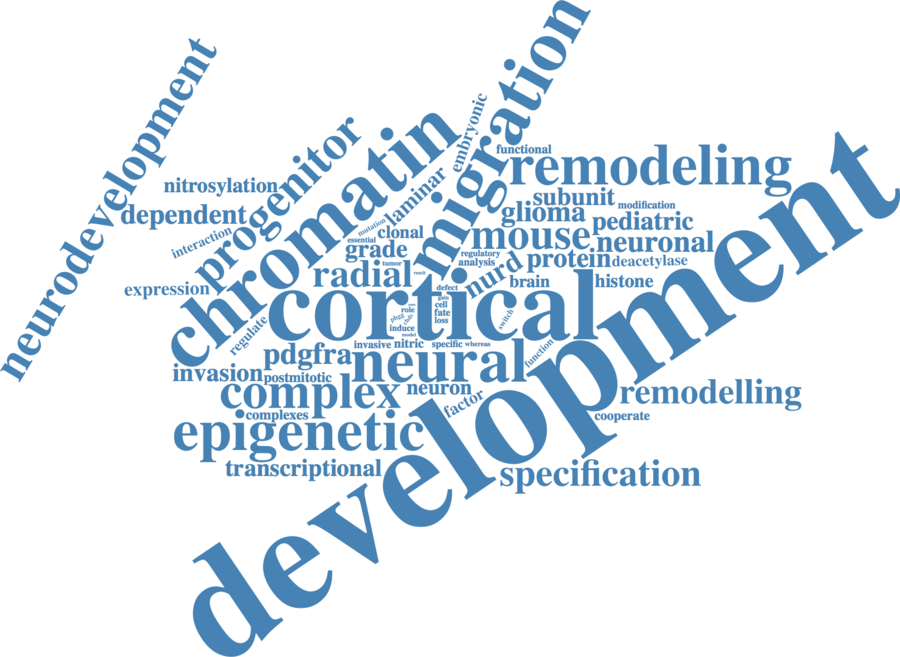 neurodevelopment
migration
embryonic
functional
remodeling
chromatin
progenitor
nitrosylation
laminar
subunit
modification
dependent
mutation
clonal
glioma
pediatric
interaction
essential
grade
mouse
neuronal
regulatory
analysis
protein
deacetylase
tumor
radial
result
nurd
brain
histone
expression
defect
cortical
gain
cell
role
fate
loss
switch
induce
model
regulate
invasive
nitric
specific
whereas
function
pdgfra
neural
invasion
postmitotic
complex
neuron
remodelling
factor
complexes
cooperate
epigenetic
development
transcriptional
specification